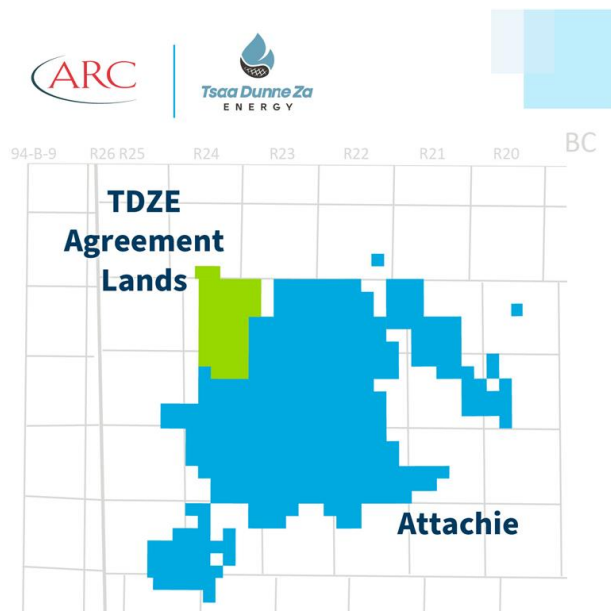 ARC
Tsaa Dunne Za
ENERGY
BC
94-B-9 R26 R25 R24 R23 R22 R21 R20
TDZE
Agreement
Lands
Attachie